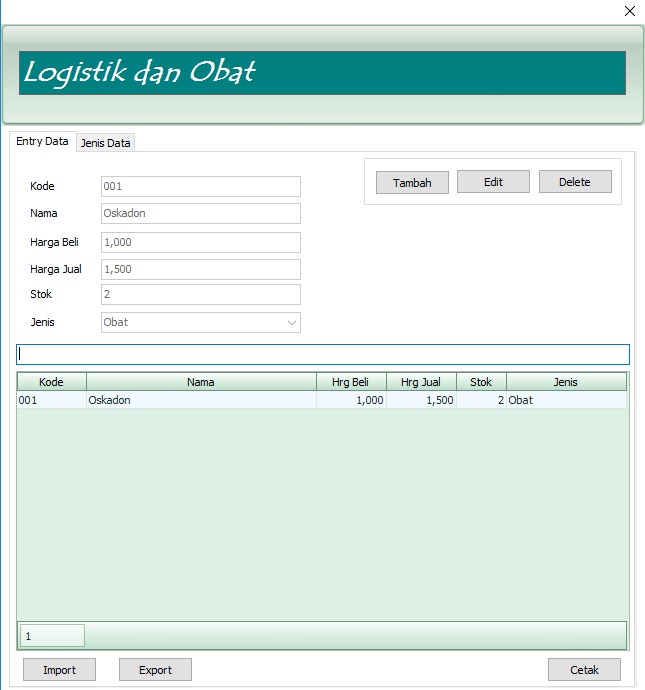 Logistik dan Obat
Entry Data Jenis Data
Kode 001
Tambah Edit Delete
Nama Oskadon
Harga Beli 1,000
Harga Jual 1,500
Stok 2
Jenis Obat
Kode Nama Hrg Beli Hrg Jual Stok Jenis
001 Oskadon 1,000 1,500 2 Obat
1
Import Export Cetak